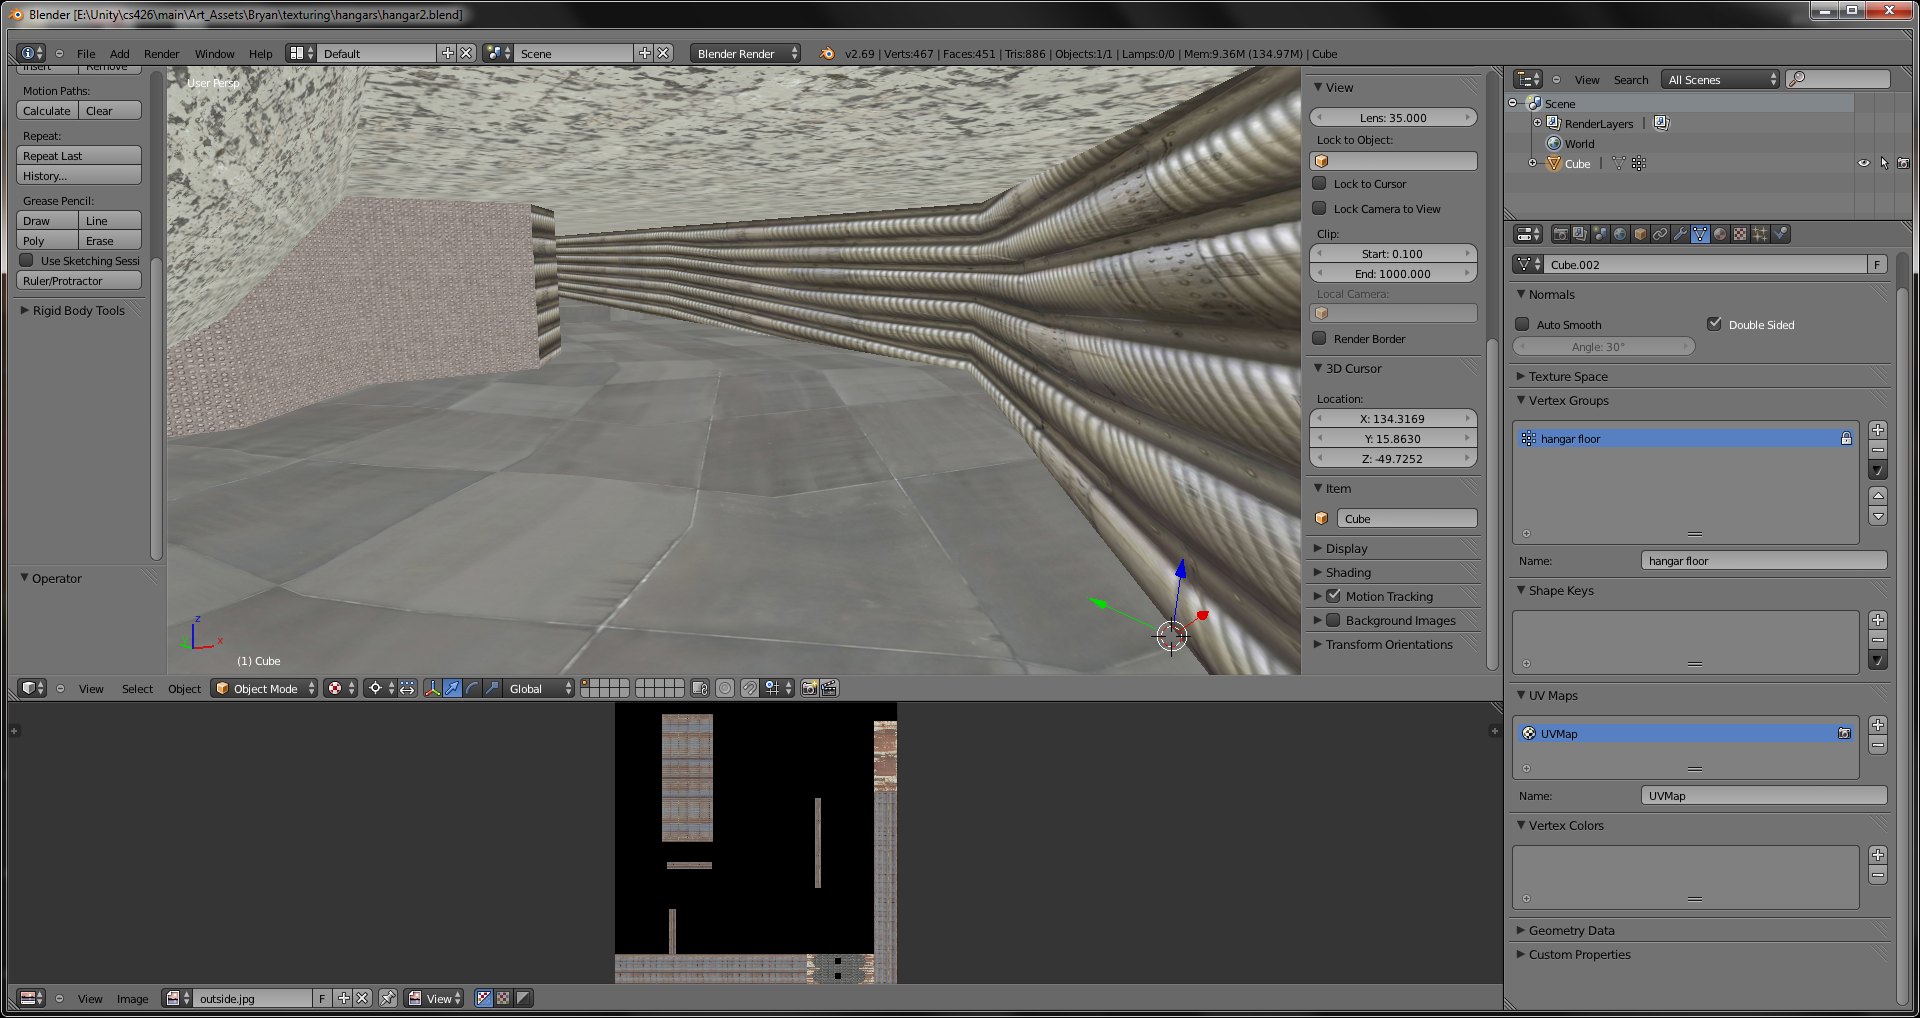 Blender [E:\Unity\cs426\main\Art_Assets\Bryan\texturing\hangars\hangar2.blend]
File Add Render Window Help Default Scene Blender Render v2.69 | Verts:467 | Faces:451 | Tris:886 | Objects:1/1 | Lamps:0/0 | Mem:9.36M (134.97M) | Cube
Insert Remove
Motion Paths:
Calculate Clear
Repeat:
Repeat Last
History...
Grease Pencil:
Draw Line
Poly Erase
Use Sketching Sessi
Ruler/Protractor
Rigid Body Tools
Operator
User Persp
z
x
(1) Cube
View
Lens: 35.000
Lock to Object:
Lock to Cursor
Lock Camera to View
Clip:
Start: 0.100
End: 1000.000
Local Camera:
Render Border
3D Cursor
Location:
X: 134.3169
Y: 15.8630
Z: -49.7252
Item
Cube
Display
Shading
Motion Tracking
Background Images
Transform Orientations
View Select Object Object Mode Global
View Image outside.jpg F View
View Search All Scenes
Scene
RenderLayers |
World
Cube |
Cube.002 F
Normals
Auto Smooth Double Sided
Angle: 30°
Texture Space
Vertex Groups
hangar floor
Name: hangar floor
Shape Keys
UV Maps
UVMap
Name: UVMap
Vertex Colors
Geometry Data
Custom Properties